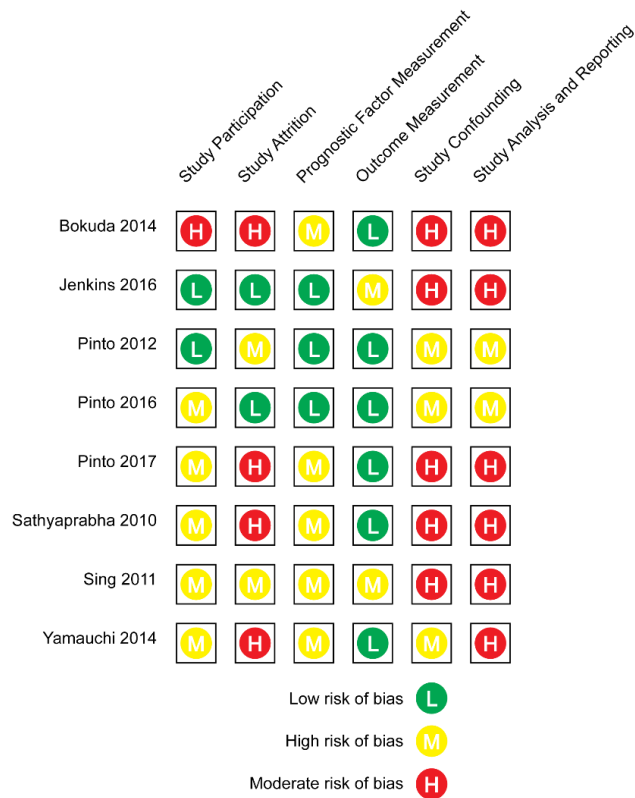 Study Participation
Study Attrition
Prognostic Factor Measurement
Outcome Measurement
Study Confounding
Study Analysis and Reporting
Bokuda 2014 H H M L H H
Jenkins 2016 L L L M H H
Pinto 2012 L M L L M M
Pinto 2016 M L L L M M
Pinto 2017 M H M L H H
Sathyaprabha 2010 M H M L H H
Sing 2011 M M M M H H
Yamauchi 2014 M H M L M H
Low risk of bias L
High risk of bias M
Moderate risk of bias H